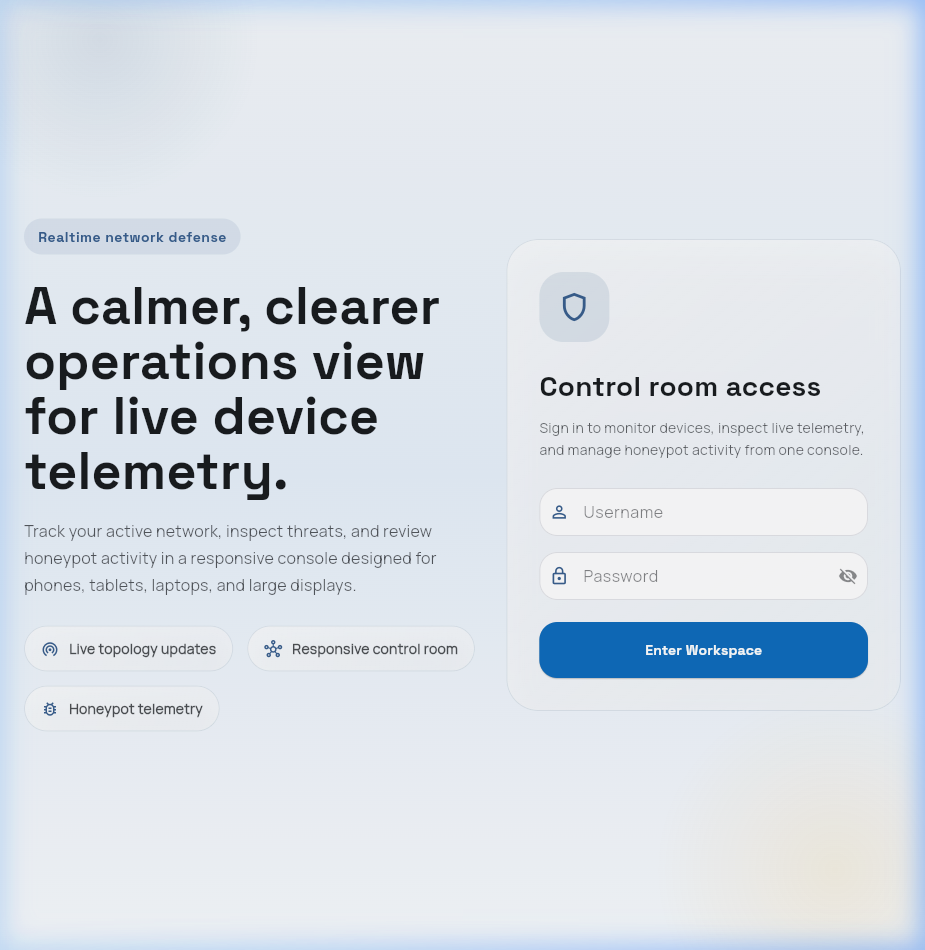 Realtime network defense
A calmer, clearer
operations view
for live device
telemetry.
Track your active network, inspect threats, and review
honeypot activity in a responsive console designed for
phones, tablets, laptops, and large displays.
Live topology updates
Responsive control room
Honeypot telemetry
Control room access
Sign in to monitor devices, inspect live telemetry,
and manage honeypot activity from one console.
Username
Password
Enter Workspace